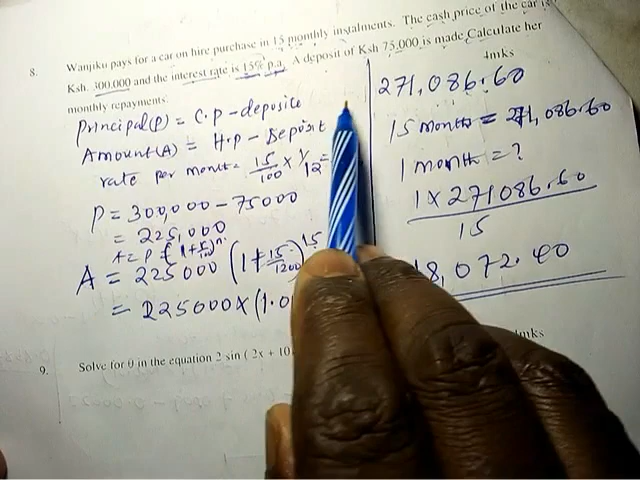 8. Wanjiku pays for a car on hire purchase in 15 monthly instalments. The cash price of the car is
Ksh. 300,000 and the interest rate is 15% p.a. A deposit of Ksh 75,000 is made. Calculate her
monthly repayments. 4mks
Principal(P) = C.P - deposite
Amount(A) = H.P - Deposit
rate per month = 15/100 × 1/12 =
P = 300,000 - 75000
= 225,000
A = 225000 (1 + 15/1200)^15
= 225000 × (1.0
271,086.60
15 months = 271,086.60
1 month = ?
1 × 271086.60
15
18,072.40
4mks
9. Solve for θ in the equation 2 sin ( 2x + 10